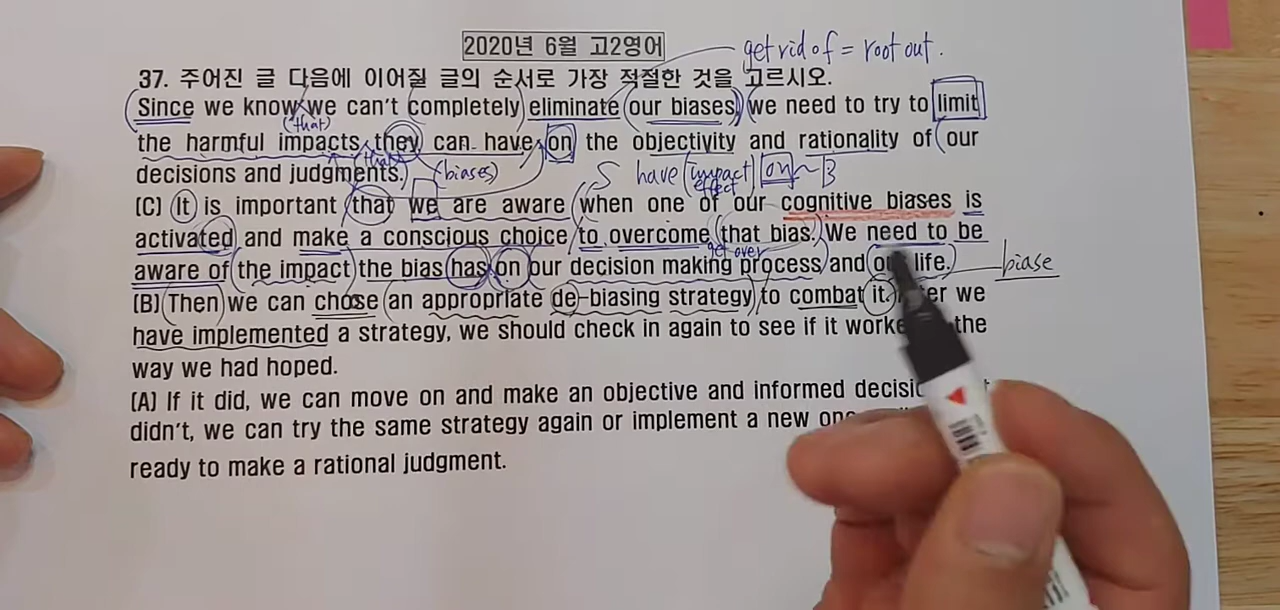 2020년 6월 고2영어
get rid of = root out.
37. 주어진 글 다음에 이어질 글의 순서로 가장 적절한 것을 고르시오.
Since we know we can't completely eliminate our biases, we need to try to limit
(that)
the harmful impacts they can have on the objectivity and rationality of our
(that)
decisions and judgments.
(biases)
S have (impact) on ~ B
effect
(C) It is important that we are aware when one of our cognitive biases is
activated and make a conscious choice to overcome that bias. We need to be
get over
aware of the impact the bias has on our decision making process and our life.
biase
(B) Then we can chose an appropriate de-biasing strategy to combat it. we
have implemented a strategy, we should check in again to see if it worke the
way we had hoped.
(A) If it did, we can move on and make an objective and informed
didn't, we can try the same strategy again or implement a new
ready to make a rational judgment.